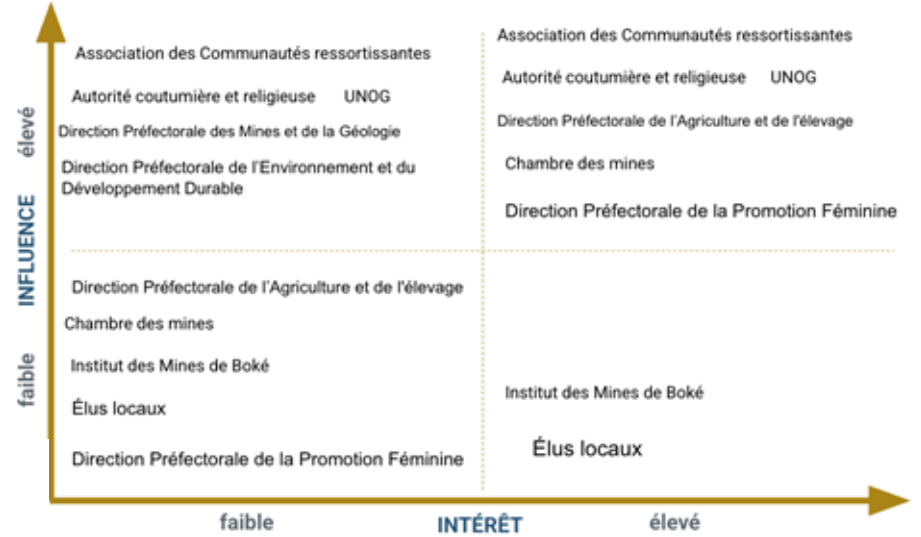 Association des Communautés ressortissantes
Autorité coutumière et religieuse UNOG
Direction Préfectorale des Mines et de la Géologie
Direction Préfectorale de l'Environnement et du
Développement Durable
Association des Communautés ressortissantes
Autorité coutumière et religieuse UNOG
Direction Préfectorale de l'Agriculture et de l'élevage
Chambre des mines
Direction Préfectorale de la Promotion Féminine
élevé
INFLUENCE
faible
Direction Préfectorale de l'Agriculture et de l'élevage
Chambre des mines
Institut des Mines de Boké
Élus locaux
Direction Préfectorale de la Promotion Féminine
Institut des Mines de Boké
Élus locaux
faible
INTÉRÊT
élevé